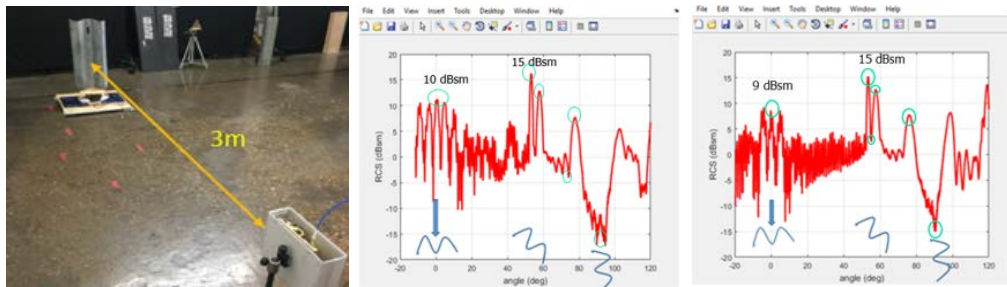 3m
File Edit View Insert Tools Desktop Window Help
10 dBsm
15 dBsm
RCS (dBsm)
20
15
10
5
0
-5
-10
-15
-20
-20 0 20 40 60 80 100 120
angle (deg)
File Edit View Insert Tools Desktop Window Help
9 dBsm
15 dBsm
RCS (dBsm)
20
15
10
5
0
-5
-10
-15
-20
-20 0 20 40 60 80 100 120
angle (deg)